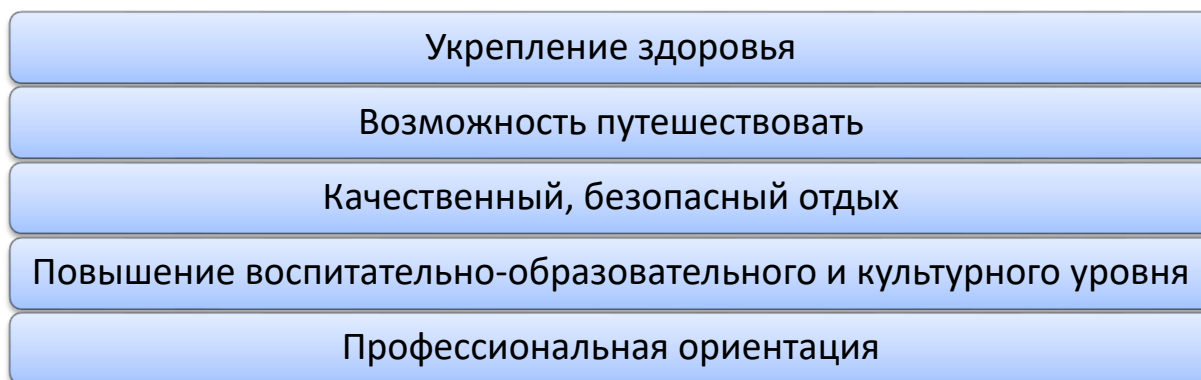 Укрепление здоровья
Возможность путешествовать
Качественный, безопасный отдых
Повышение воспитательно-образовательного и культурного уровня
Профессиональная ориентация